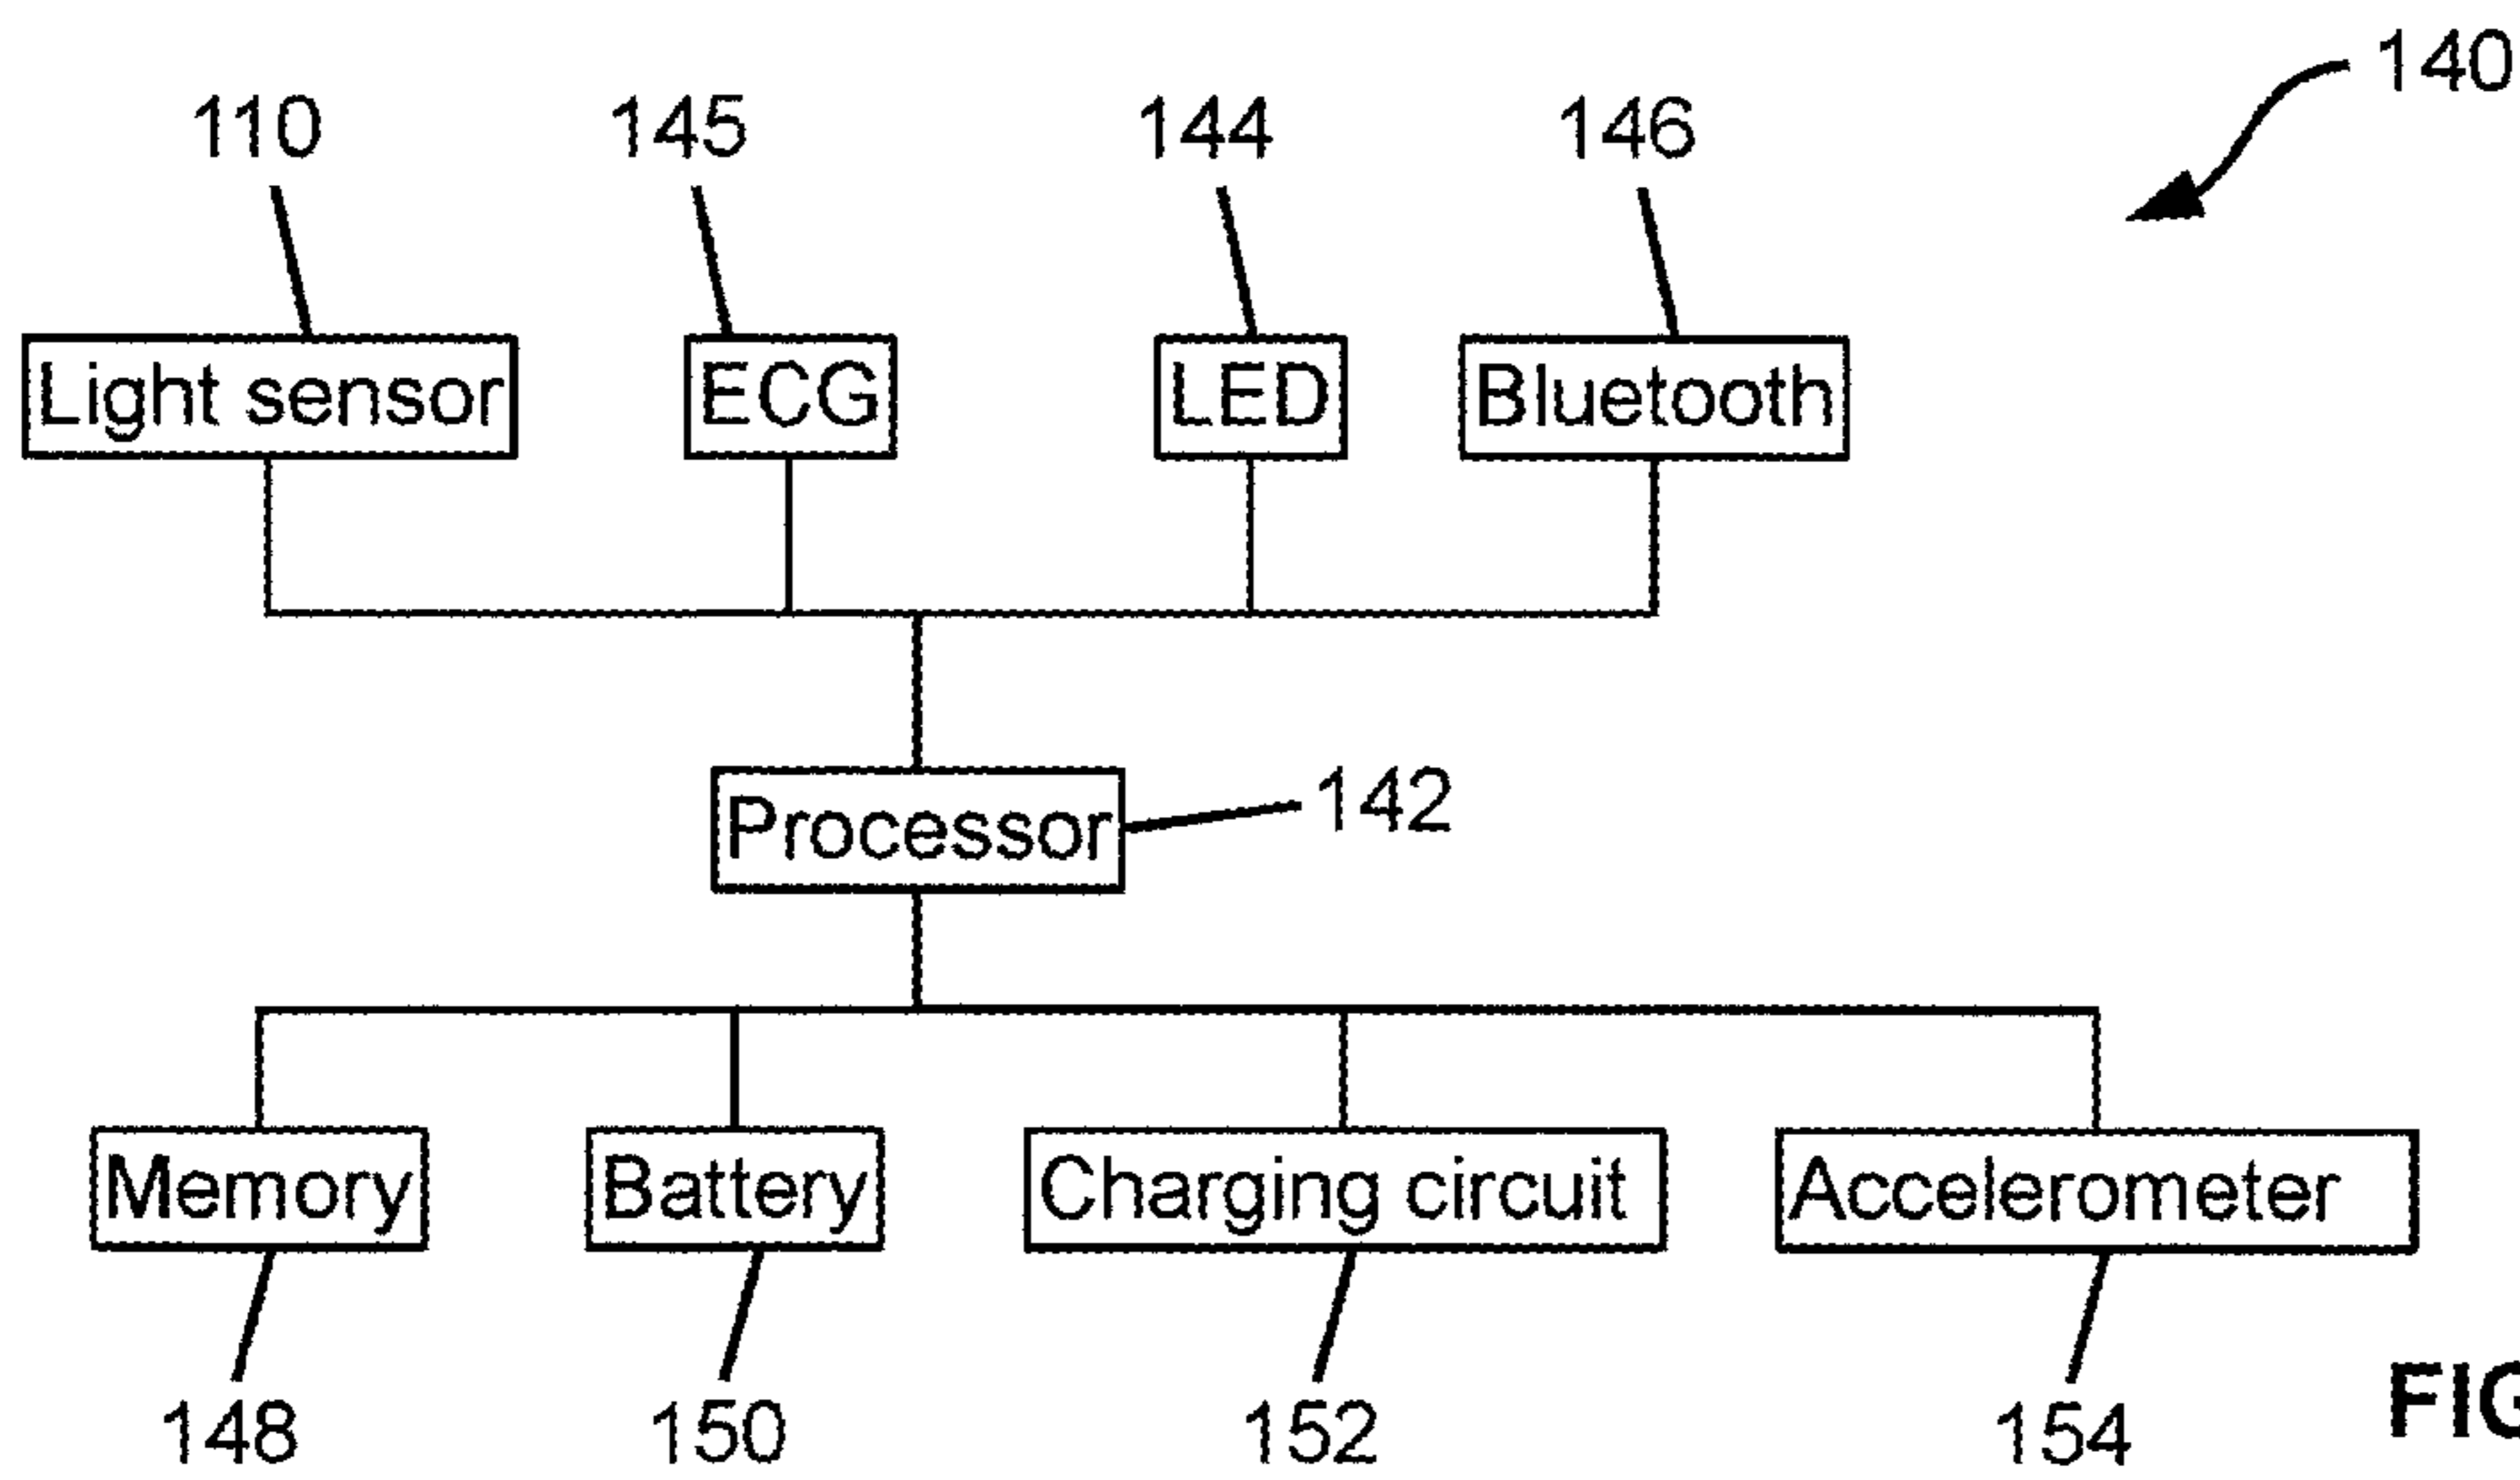 140
110 145 144 146
Light sensor ECG LED Bluetooth
Processor 142
Memory Battery Charging circuit Accelerometer
148 150 152 154
FIG